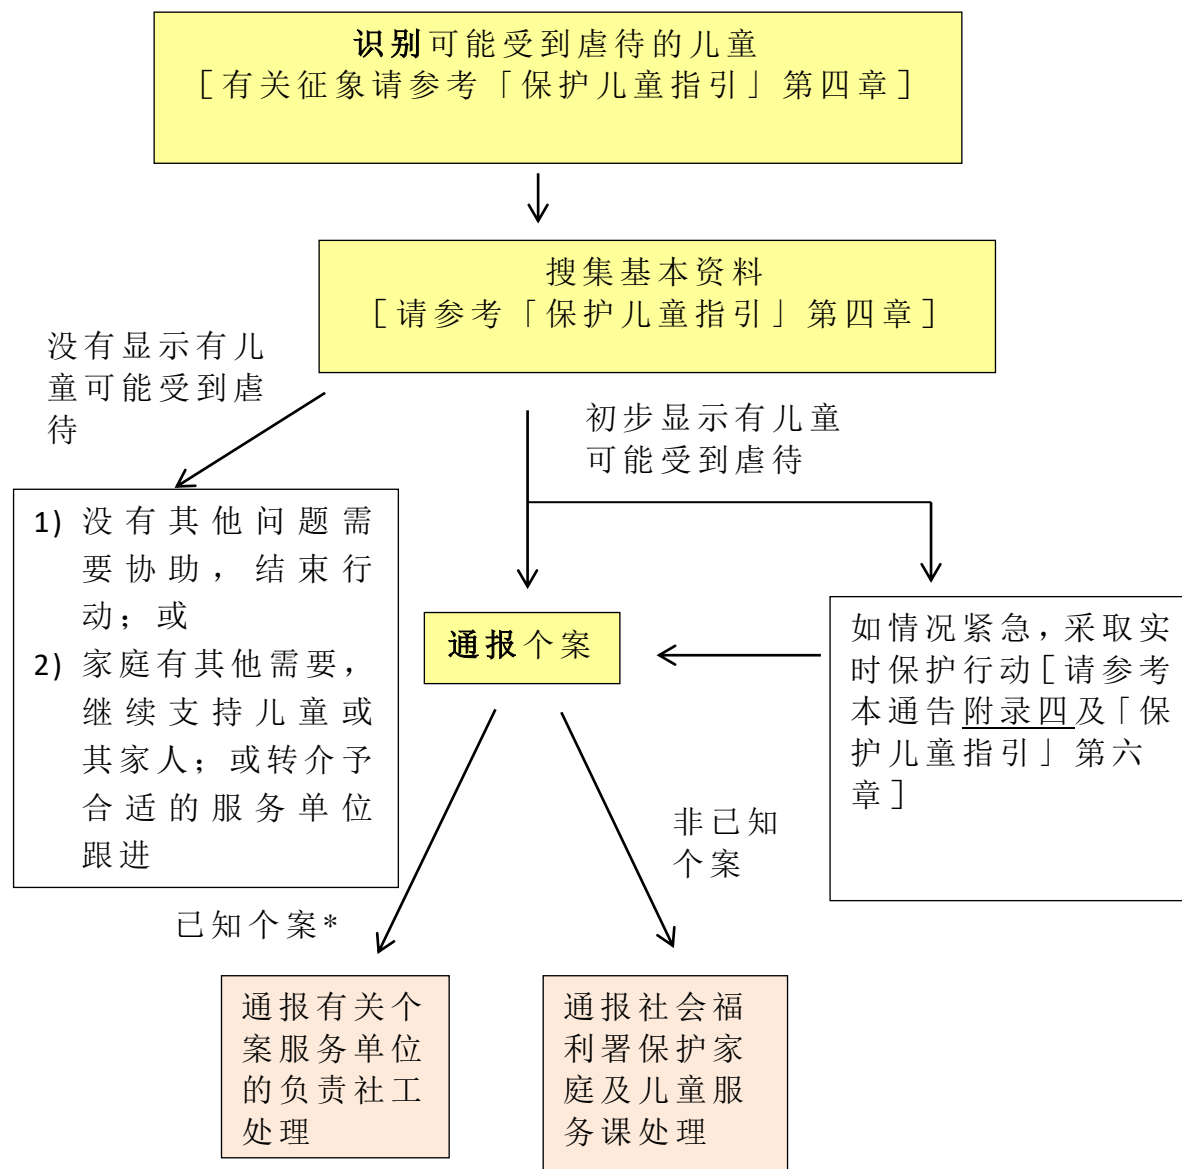 识别可能受到虐待的儿童
［有关征象请参考「保护儿童指引」第四章］
搜集基本资料
［请参考「保护儿童指引」第四章］
没有显示有儿
童可能受到虐
待
初步显示有儿童
可能受到虐待
1) 没有其他问题需
要协助，结束行
动；或
2) 家庭有其他需要，
继续支持儿童或
其家人；或转介予
合适的服务单位
跟进
通报个案
如情况紧急，采取实
时保护行动［请参考
本通告附录四及「保
护儿童指引」第六
章］
非已知
个案
已知个案*
通报有关个
案服务单位
的负责社工
处理
通报社会福
利署保护家
庭及儿童服
务课处理